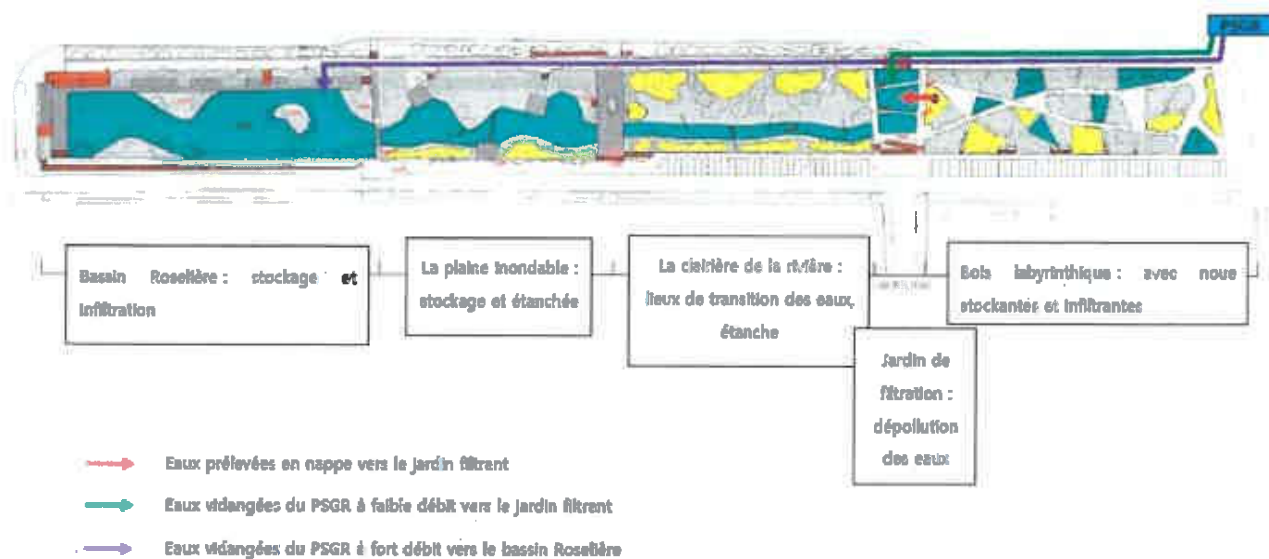 PSGR
Bassin Roselière : stockage et
infiltration
La plaine inondable :
stockage et étanchée
La clairière de la rivière :
lieux de transition des eaux,
étanche
Bois labyrinthique : avec noue
stockantes et infiltrantes
Jardin de
filtration :
dépollution
des eaux
Eaux prélevées en nappe vers le jardin filtrant
Eaux vidangées du PSGR à faible débit vers le jardin filtrent
Eaux vidangées du PSGR à fort débit vers le bassin Roselière